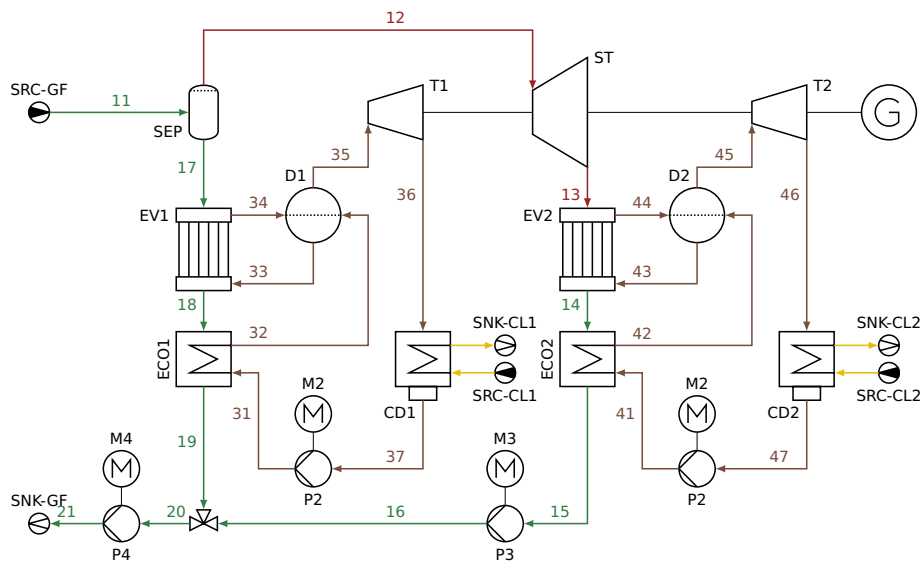 12
ST
T1
T2
SRC-GF
11
SEP
G
17
35
45
D1
D2
36
46
EV1
34
13
EV2
44
33
43
18
14
SNK-CL1
SNK-CL2
ECO1
32
ECO2
42
SRC-CL1
SRC-CL2
M2
M2
31
CD1
41
CD2
M
M
19
M4
37
M3
47
M
M
P2
P2
SNK-GF
21
20
16
15
P4
P3